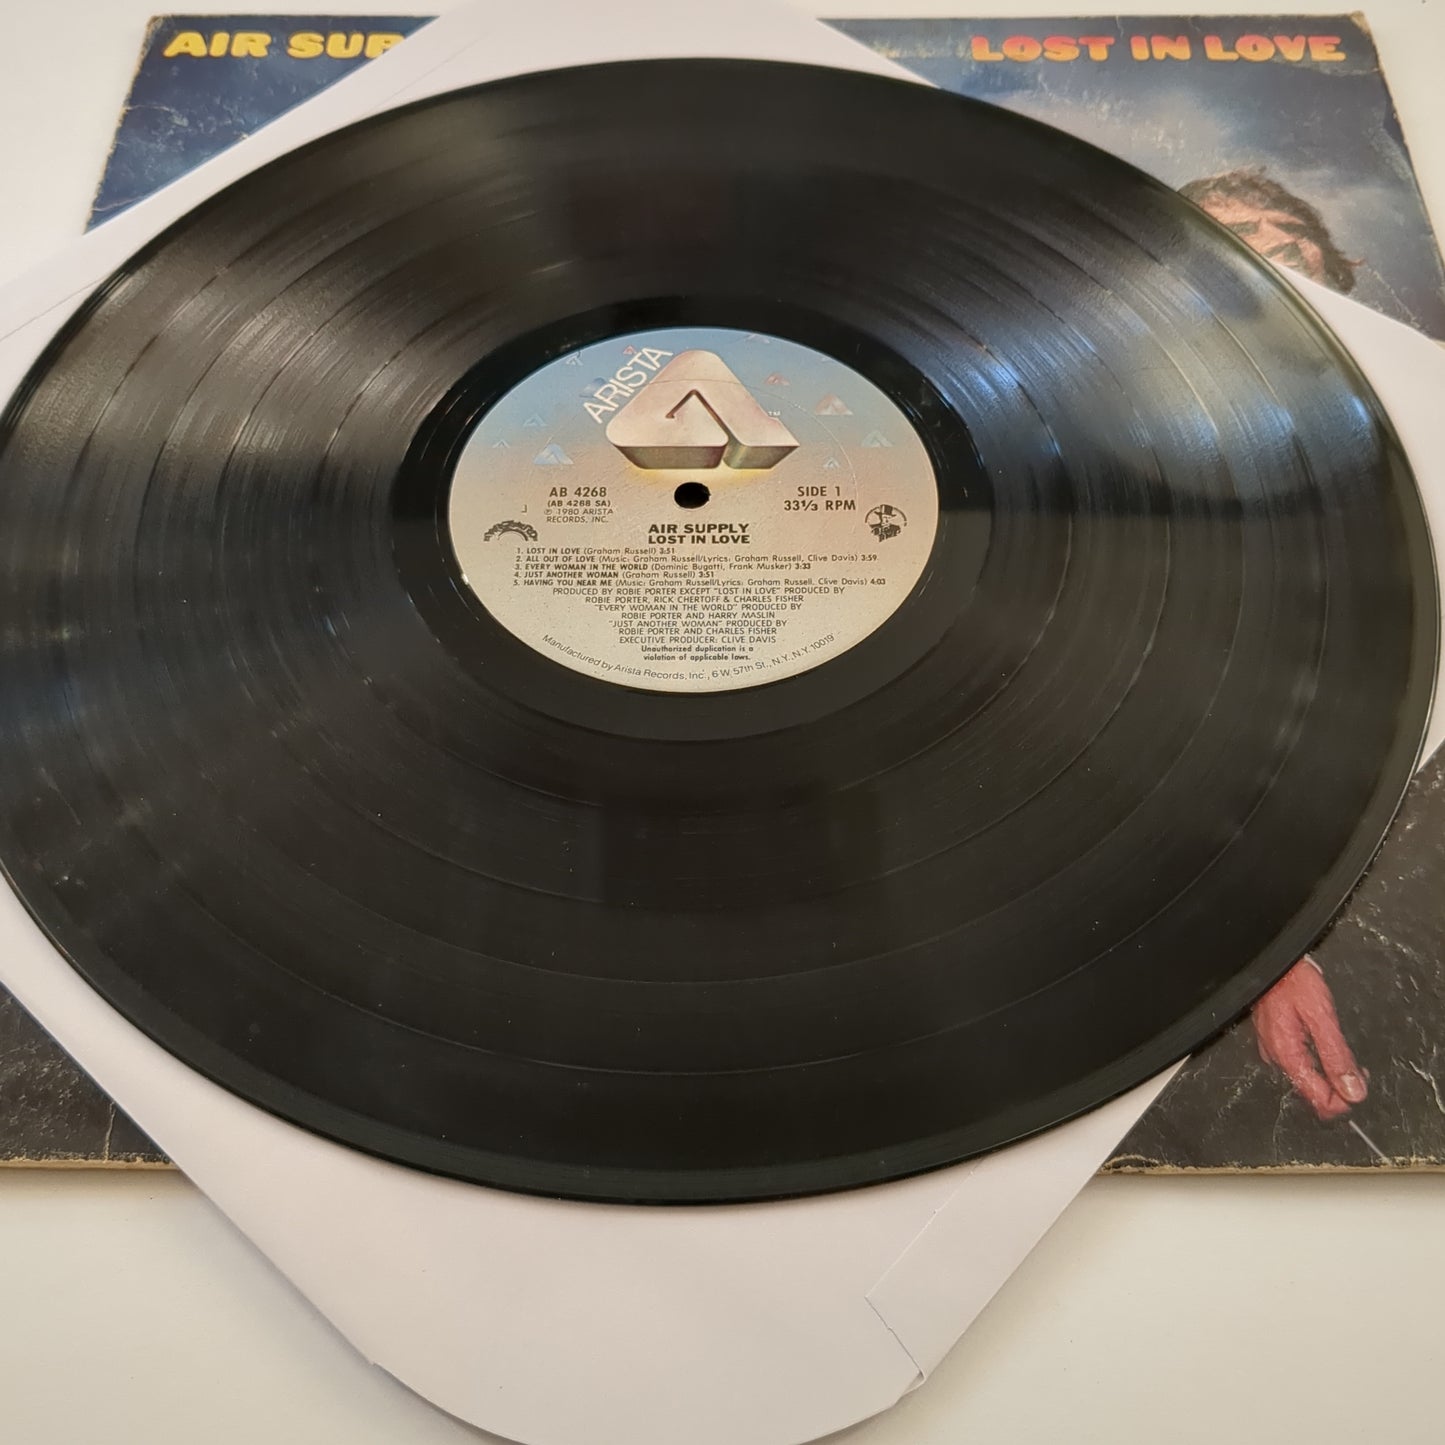 AIR SUP
LOST IN LOVE
ARISTA
TM
AB 4268
(AB 4268 SA)
℗ 1980 ARISTA
RECORDS, INC.
SIDE 1
33 1/3 RPM
AIR SUPPLY
LOST IN LOVE
1. LOST IN LOVE (Graham Russell) 3:51
2. ALL OUT OF LOVE (Music: Graham Russell/Lyrics: Graham Russell, Clive Davis) 3:59
3. EVERY WOMAN IN THE WORLD (Dominic Bugatti, Frank Musker) 3:33
4. JUST ANOTHER WOMAN (Graham Russell) 3:51
5. HAVING YOU NEAR ME (Music: Graham Russell/Lyrics: Graham Russell, Clive Davis) 4:03
PRODUCED BY ROBIE PORTER EXCEPT "LOST IN LOVE" PRODUCED BY
ROBIE PORTER, RICK CHERTOFF & CHARLES FISHER
"EVERY WOMAN IN THE WORLD" PRODUCED BY
ROBIE PORTER AND HARRY MASLIN
"JUST ANOTHER WOMAN" PRODUCED BY
ROBIE PORTER AND CHARLES FISHER
EXECUTIVE PRODUCER: CLIVE DAVIS
Unauthorized duplication is a
violation of applicable laws.
Manufactured by Arista Records, Inc., 6 W. 57th St., N.Y., N.Y. 10019